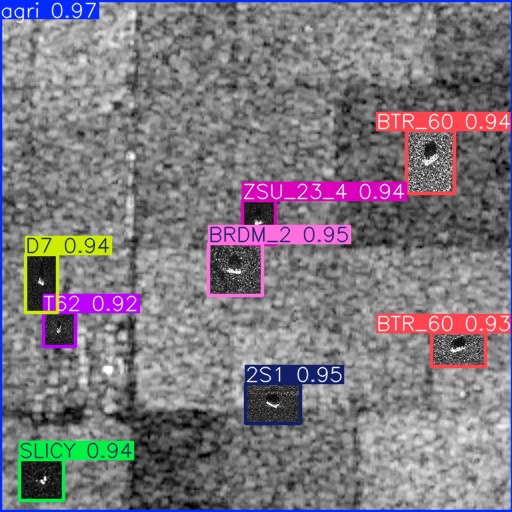 agri 0.97
BTR_60 0.94
ZSU_23_4 0.94
BRDM_2 0.95
D7 0.94
T62 0.92
BTR_60 0.93
2S1 0.95
SLICY 0.94